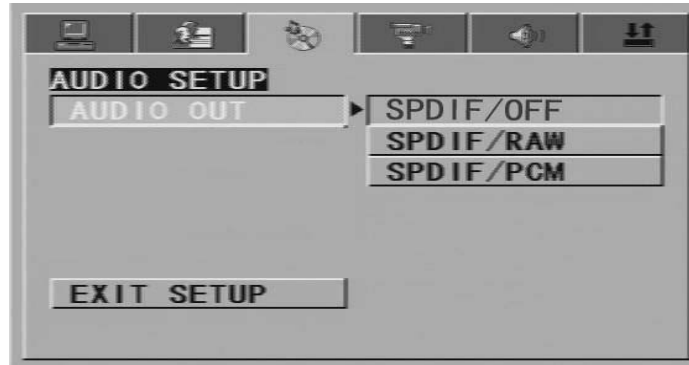 AUDIO SETUP
AUDIO OUT
SPDIF/OFF
SPDIF/RAW
SPDIF/PCM
EXIT SETUP